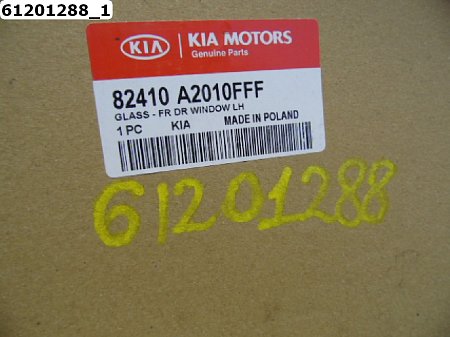 61201288_1
KIA
KIA MOTORS
Genuine Parts
82410 A2010FFF
GLASS - FR DR WINDOW LH
1 PC KIA MADE IN POLAND
61201288